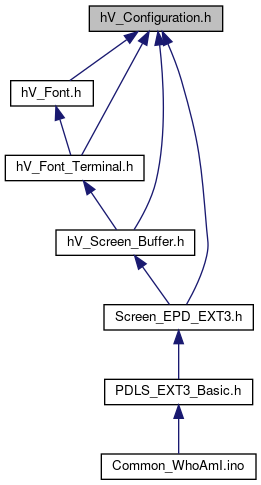 hV_Configuration.h
hV_Font.h
hV_Font_Terminal.h
hV_Screen_Buffer.h
Screen_EPD_EXT3.h
PDLS_EXT3_Basic.h
Common_WhoAmI.ino